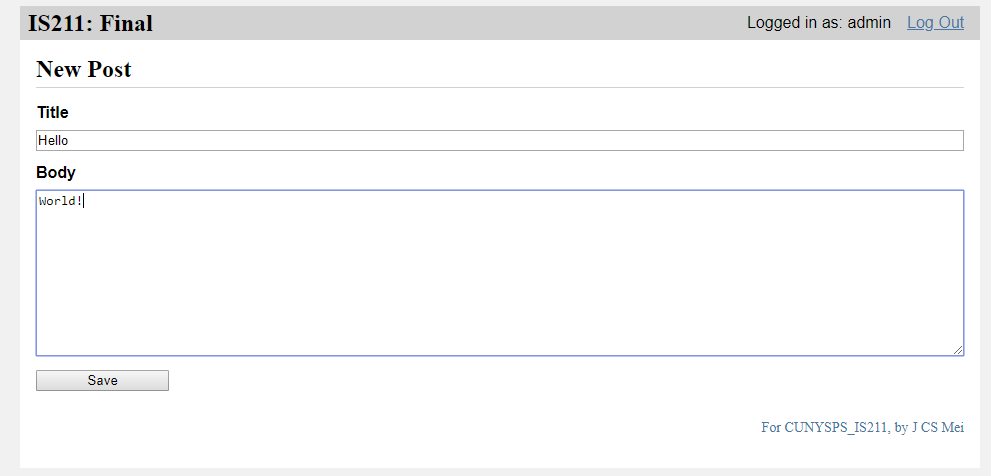 IS211: Final
Logged in as: admin Log Out
New Post
Title
Hello
Body
World!
Save
For CUNYSPS_IS211, by J CS Mei